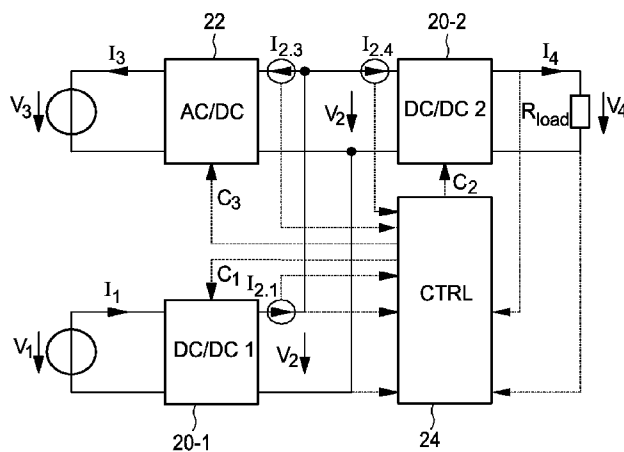 22
20-2
I3
I2.3
I2.4
I4
V3
AC/DC
V2
DC/DC 2
Rload
V4
C3
C2
C1
I2.1
CTRL
I1
V1
DC/DC 1
V2
20-1
24